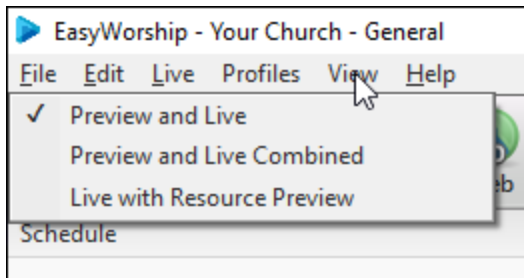 EasyWorship - Your Church - General
File Edit Live Profiles View Help
✓ Preview and Live
Preview and Live Combined
Live with Resource Preview
eb
Schedule